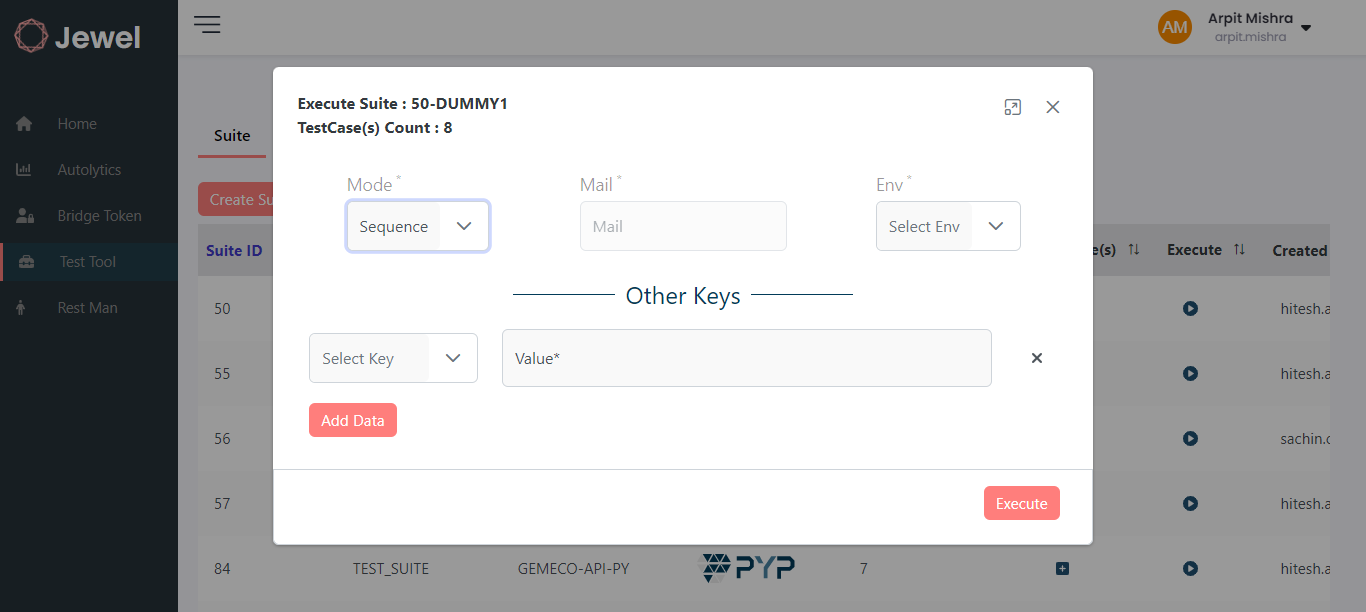 Jewel
AM
Arpit Mishra
arpit.mishra
Home
Autolytics
Bridge Token
Test Tool
Rest Man
Suite
Create Su
Execute Suite : 50-DUMMY1
TestCase(s) Count : 8
Mode *
Mail *
Env *
Sequence
Mail
Select Env
Other Keys
Select Key
Value*
Add Data
Execute
Suite ID
e(s)
Execute
Created
50
hitesh.a
55
hitesh.a
56
sachin.c
57
hitesh.a
84
TEST_SUITE
GEMECO-API-PY
PYP
7
hitesh.a